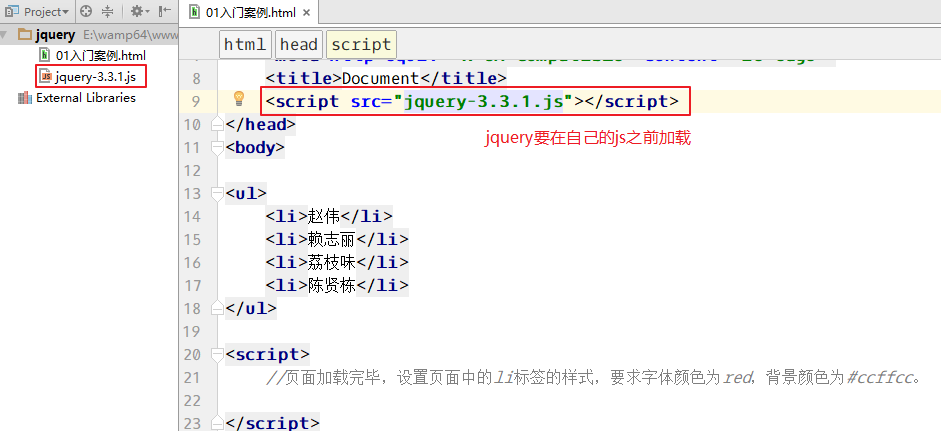 Project
01入门案例.html ×
jquery E:\wamp64\www
01入门案例.html
jquery-3.3.1.js
External Libraries
html head script
8 <title>Document</title>
9 <script src="jquery-3.3.1.js"></script>
10 </head>
jquery要在自己的js之前加载
11 <body>
12
13 <ul>
14 <li>赵伟</li>
15 <li>赖志丽</li>
16 <li>荔枝味</li>
17 <li>陈贤栋</li>
18 </ul>
19
20 <script>
21 //页面加载完毕，设置页面中的li标签的样式，要求字体颜色为red，背景颜色为#ccffcc。
22
23 </script>